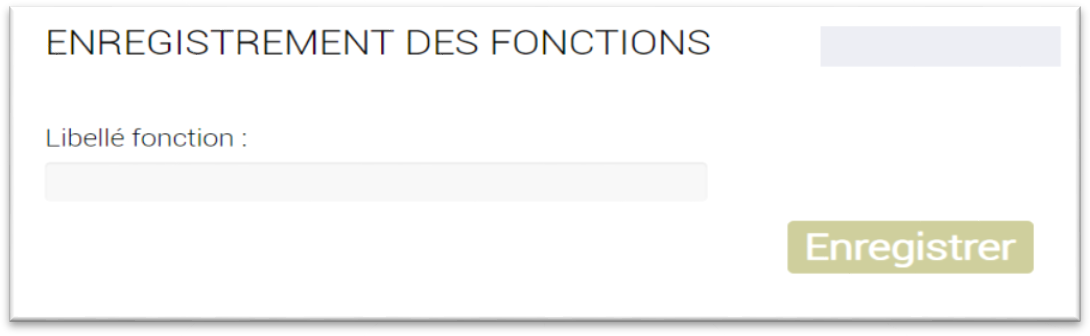 ENREGISTREMENT DES FONCTIONS
Libellé fonction :
Enregistrer